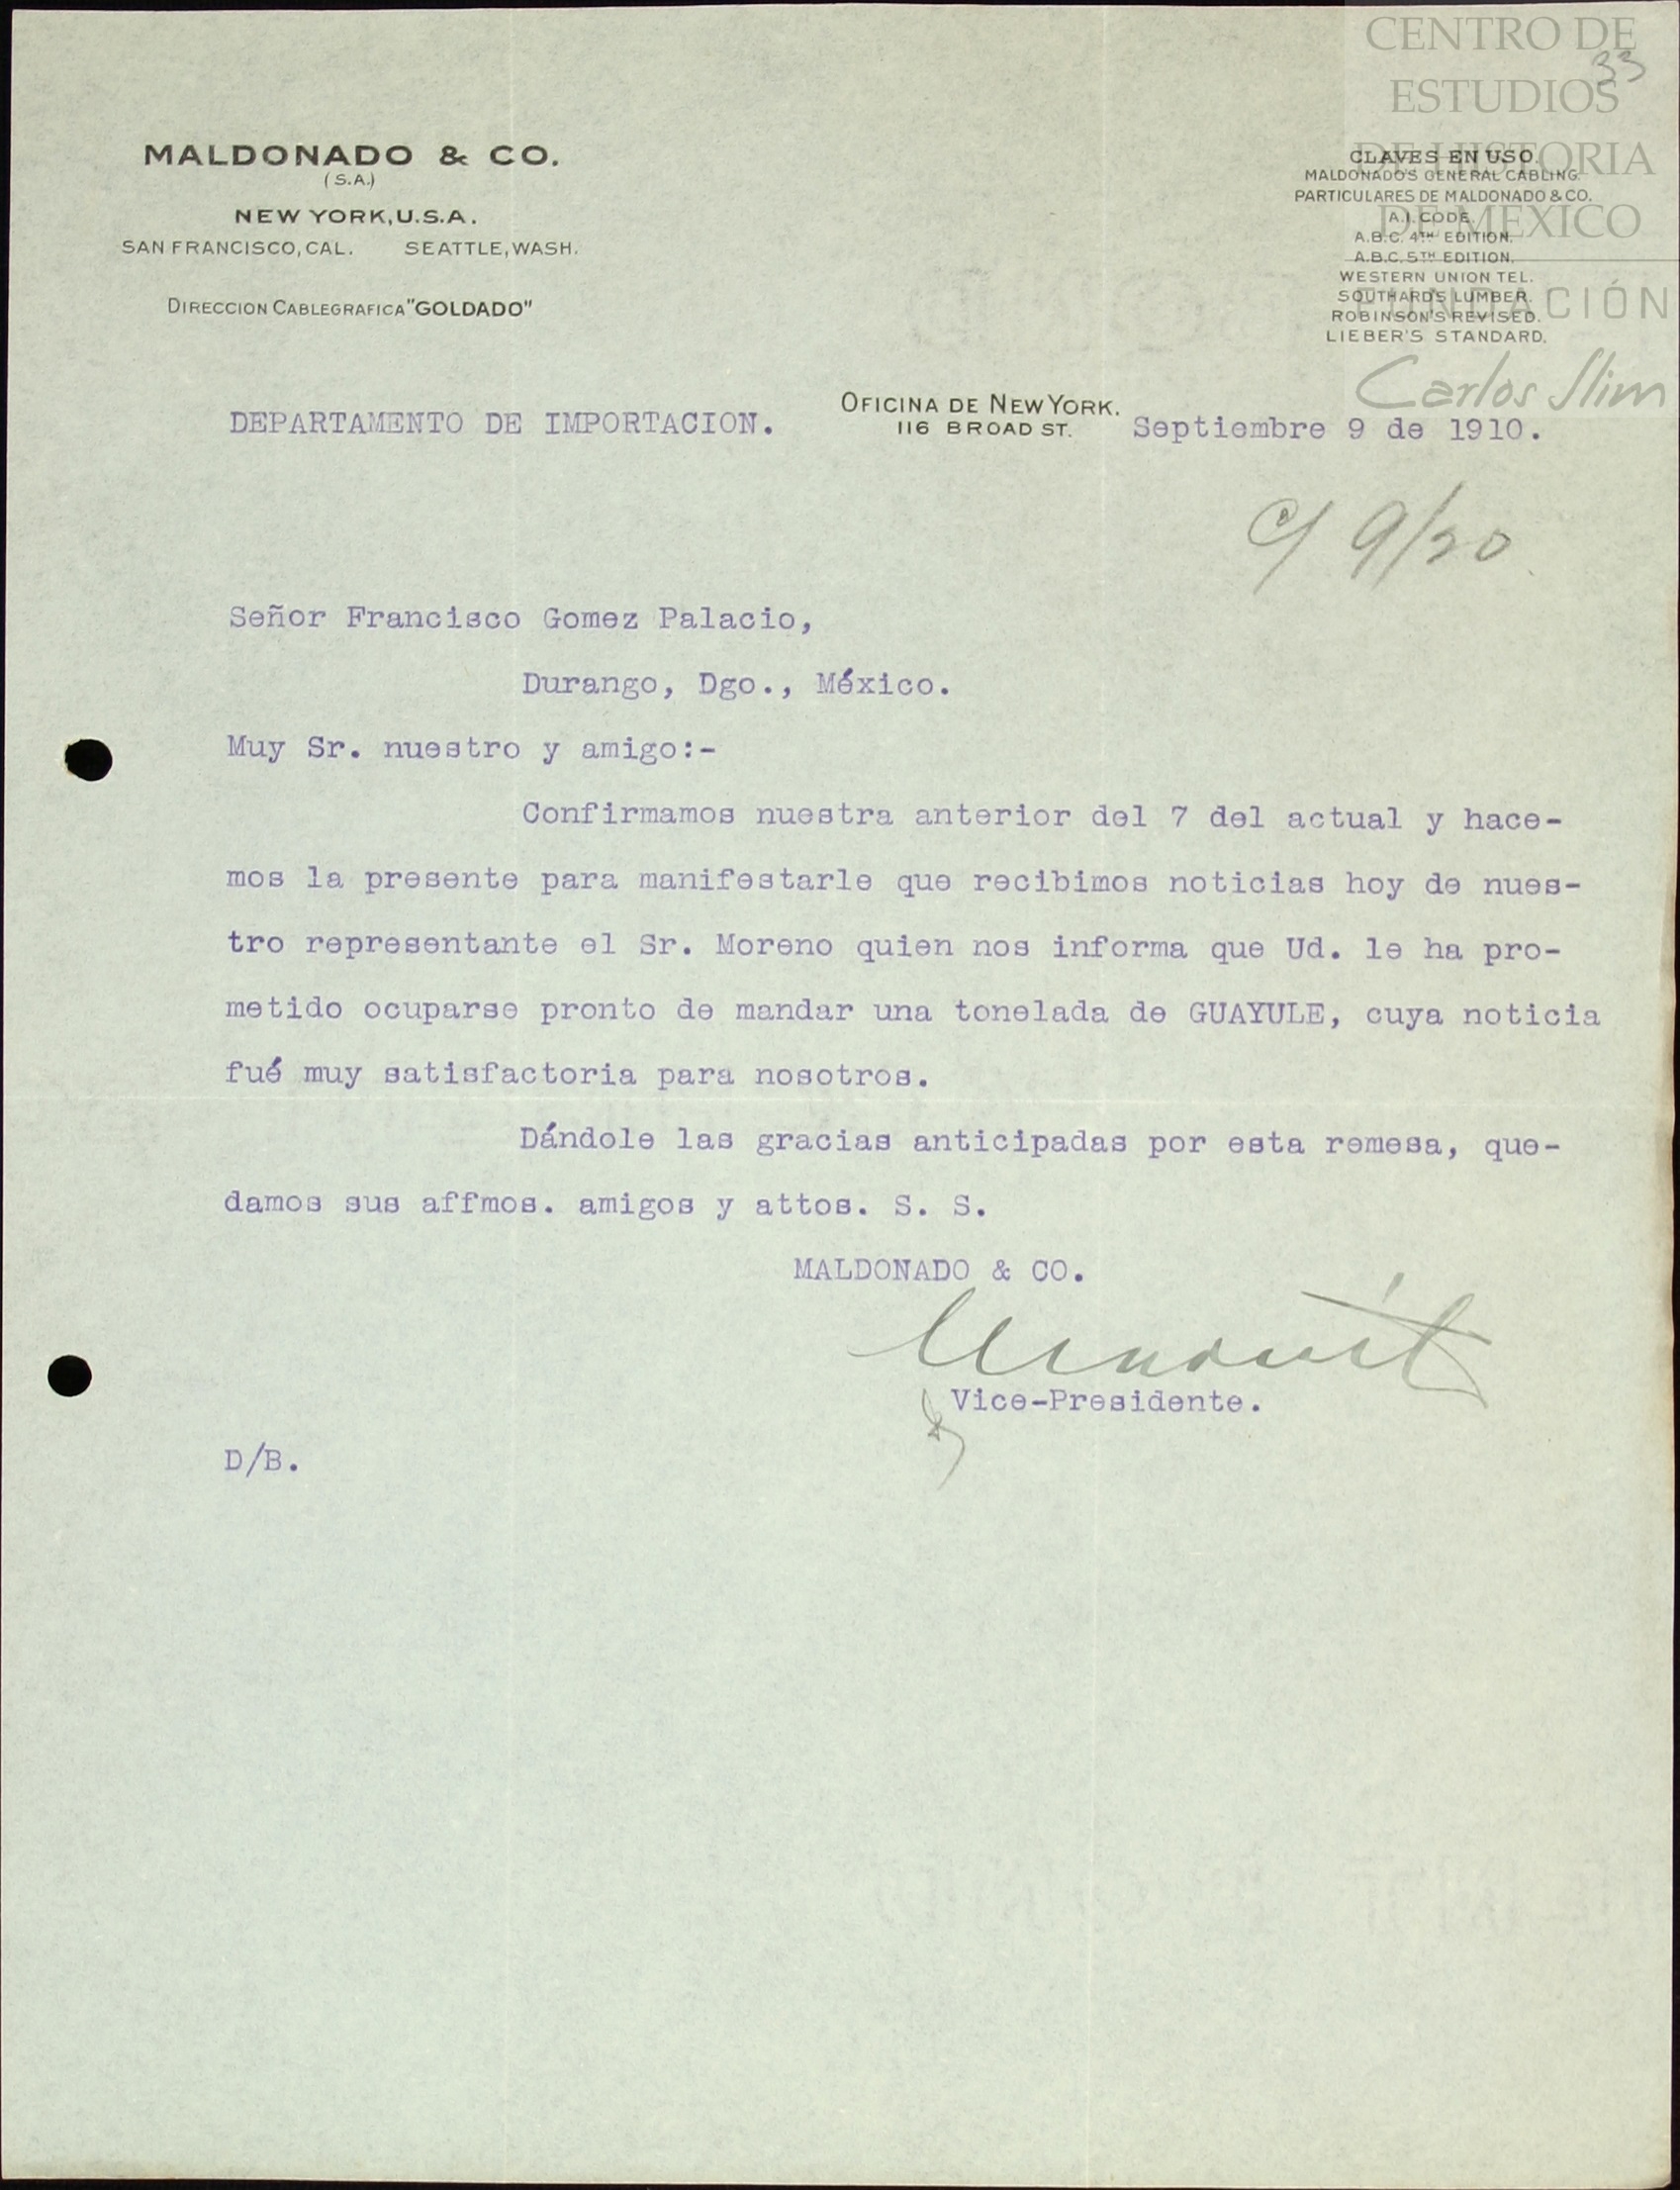 CENTRO DE
ESTUDIOS
DE HISTORIA
DE MEXICO
FUNDACIÓN
Carlos Slim
33
MALDONADO & CO.
(S.A.)
NEW YORK, U.S.A.
SAN FRANCISCO, CAL. SEATTLE, WASH.
DIRECCION CABLEGRAFICA "GOLDADO"
CLAVES EN USO.
MALDONADO'S GENERAL CABLING.
PARTICULARES DE MALDONADO & CO.
A.I. CODE.
A.B.C. 4TH EDITION.
A.B.C. 5TH EDITION.
WESTERN UNION TEL.
SOUTHARD'S LUMBER.
ROBINSON'S REVISED.
LIEBER'S STANDARD.
DEPARTAMENTO DE IMPORTACION.
OFICINA DE NEW YORK.
116 BROAD ST.
Septiembre 9 de 1910.
c/ 9/20
Señor Francisco Gomez Palacio,
Durango, Dgo., México.
Muy Sr. nuestro y amigo:-
Confirmamos nuestra anterior del 7 del actual y hace-
mos la presente para manifestarle que recibimos noticias hoy de nues-
tro representante el Sr. Moreno quien nos informa que Ud. le ha pro-
metido ocuparse pronto de mandar una tonelada de GUAYULE, cuya noticia
fué muy satisfactoria para nosotros.
Dándole las gracias anticipadas por esta remesa, que-
damos sus affmos. amigos y attos. S. S.
MALDONADO & CO.
Vice-Presidente.
D/B.